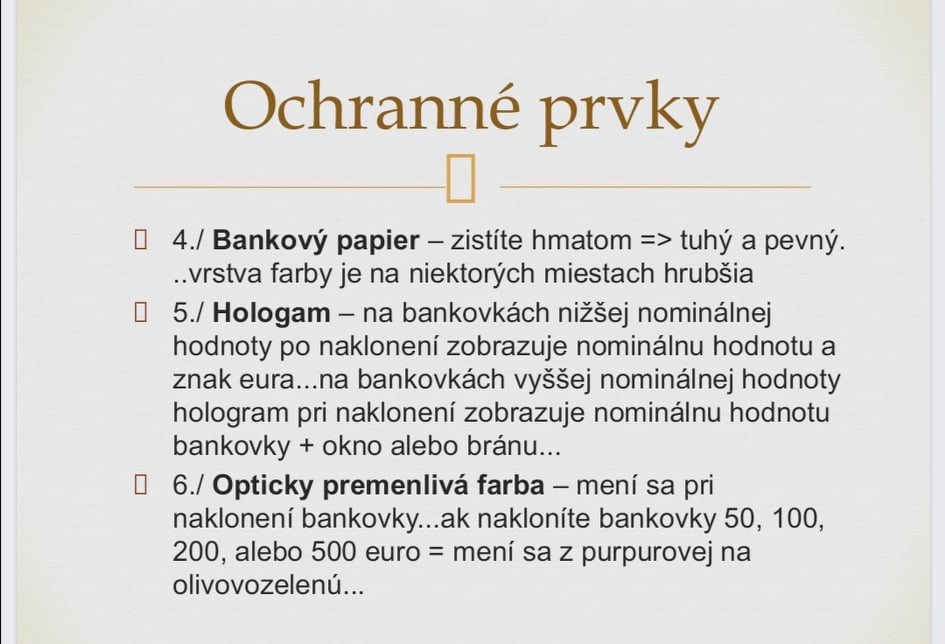 Ochranné prvky
4./ Bankový papier – zistíte hmatom => tuhý a pevný.
..vrstva farby je na niektorých miestach hrubšia
5./ Hologam – na bankovkách nižšej nominálnej
hodnoty po naklonení zobrazuje nominálnu hodnotu a
znak eura...na bankovkách vyššej nominálnej hodnoty
hologram pri naklonení zobrazuje nominálnu hodnotu
bankovky + okno alebo bránu...
6./ Opticky premenlivá farba – mení sa pri
naklonení bankovky...ak nakloníte bankovky 50, 100,
200, alebo 500 euro = mení sa z purpurovej na
olivovozelenú...